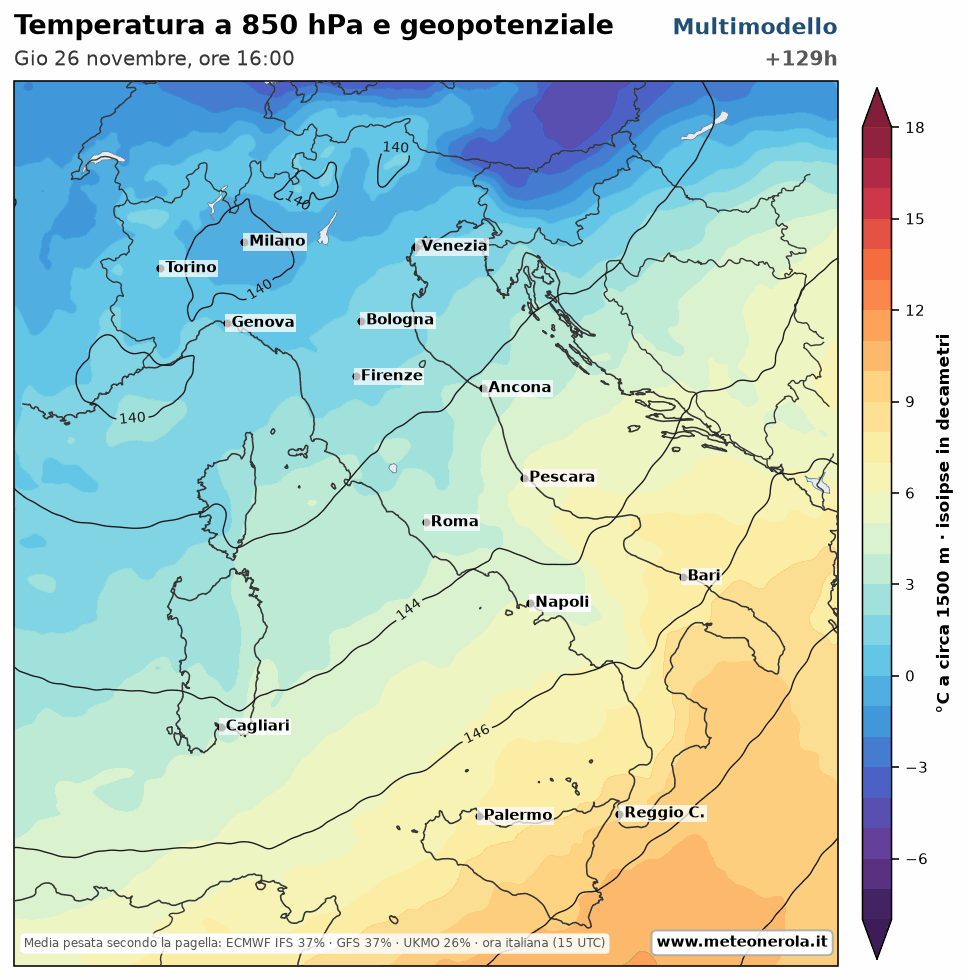 Temperatura a 850 hPa e geopotenziale
Multimodello
Gio 26 novembre, ore 16:00
+129h
140
140
Milano
Venezia
Torino
140
Genova
Bologna
Firenze
Ancona
140
Pescara
Roma
Bari
Napoli
144
Cagliari
146
Palermo
Reggio C.
Media pesata secondo la pagella: ECMWF IFS 37% · GFS 37% · UKMO 26% · ora italiana (15 UTC)
www.meteonerola.it
18
15
12
9
6
3
0
−3
−6
°C a circa 1500 m · isoipse in decametri